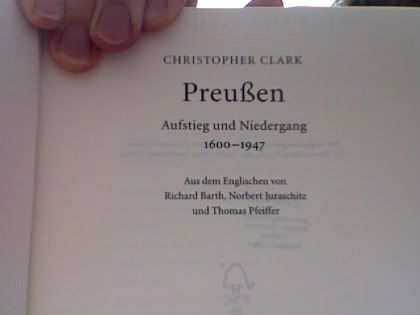 CHRISTOPHER CLARK
Preußen
Aufstieg und Niedergang
1600–1947
Aus dem Englischen von
Richard Barth, Norbert Juraschitz
und Thomas Pfeiffer